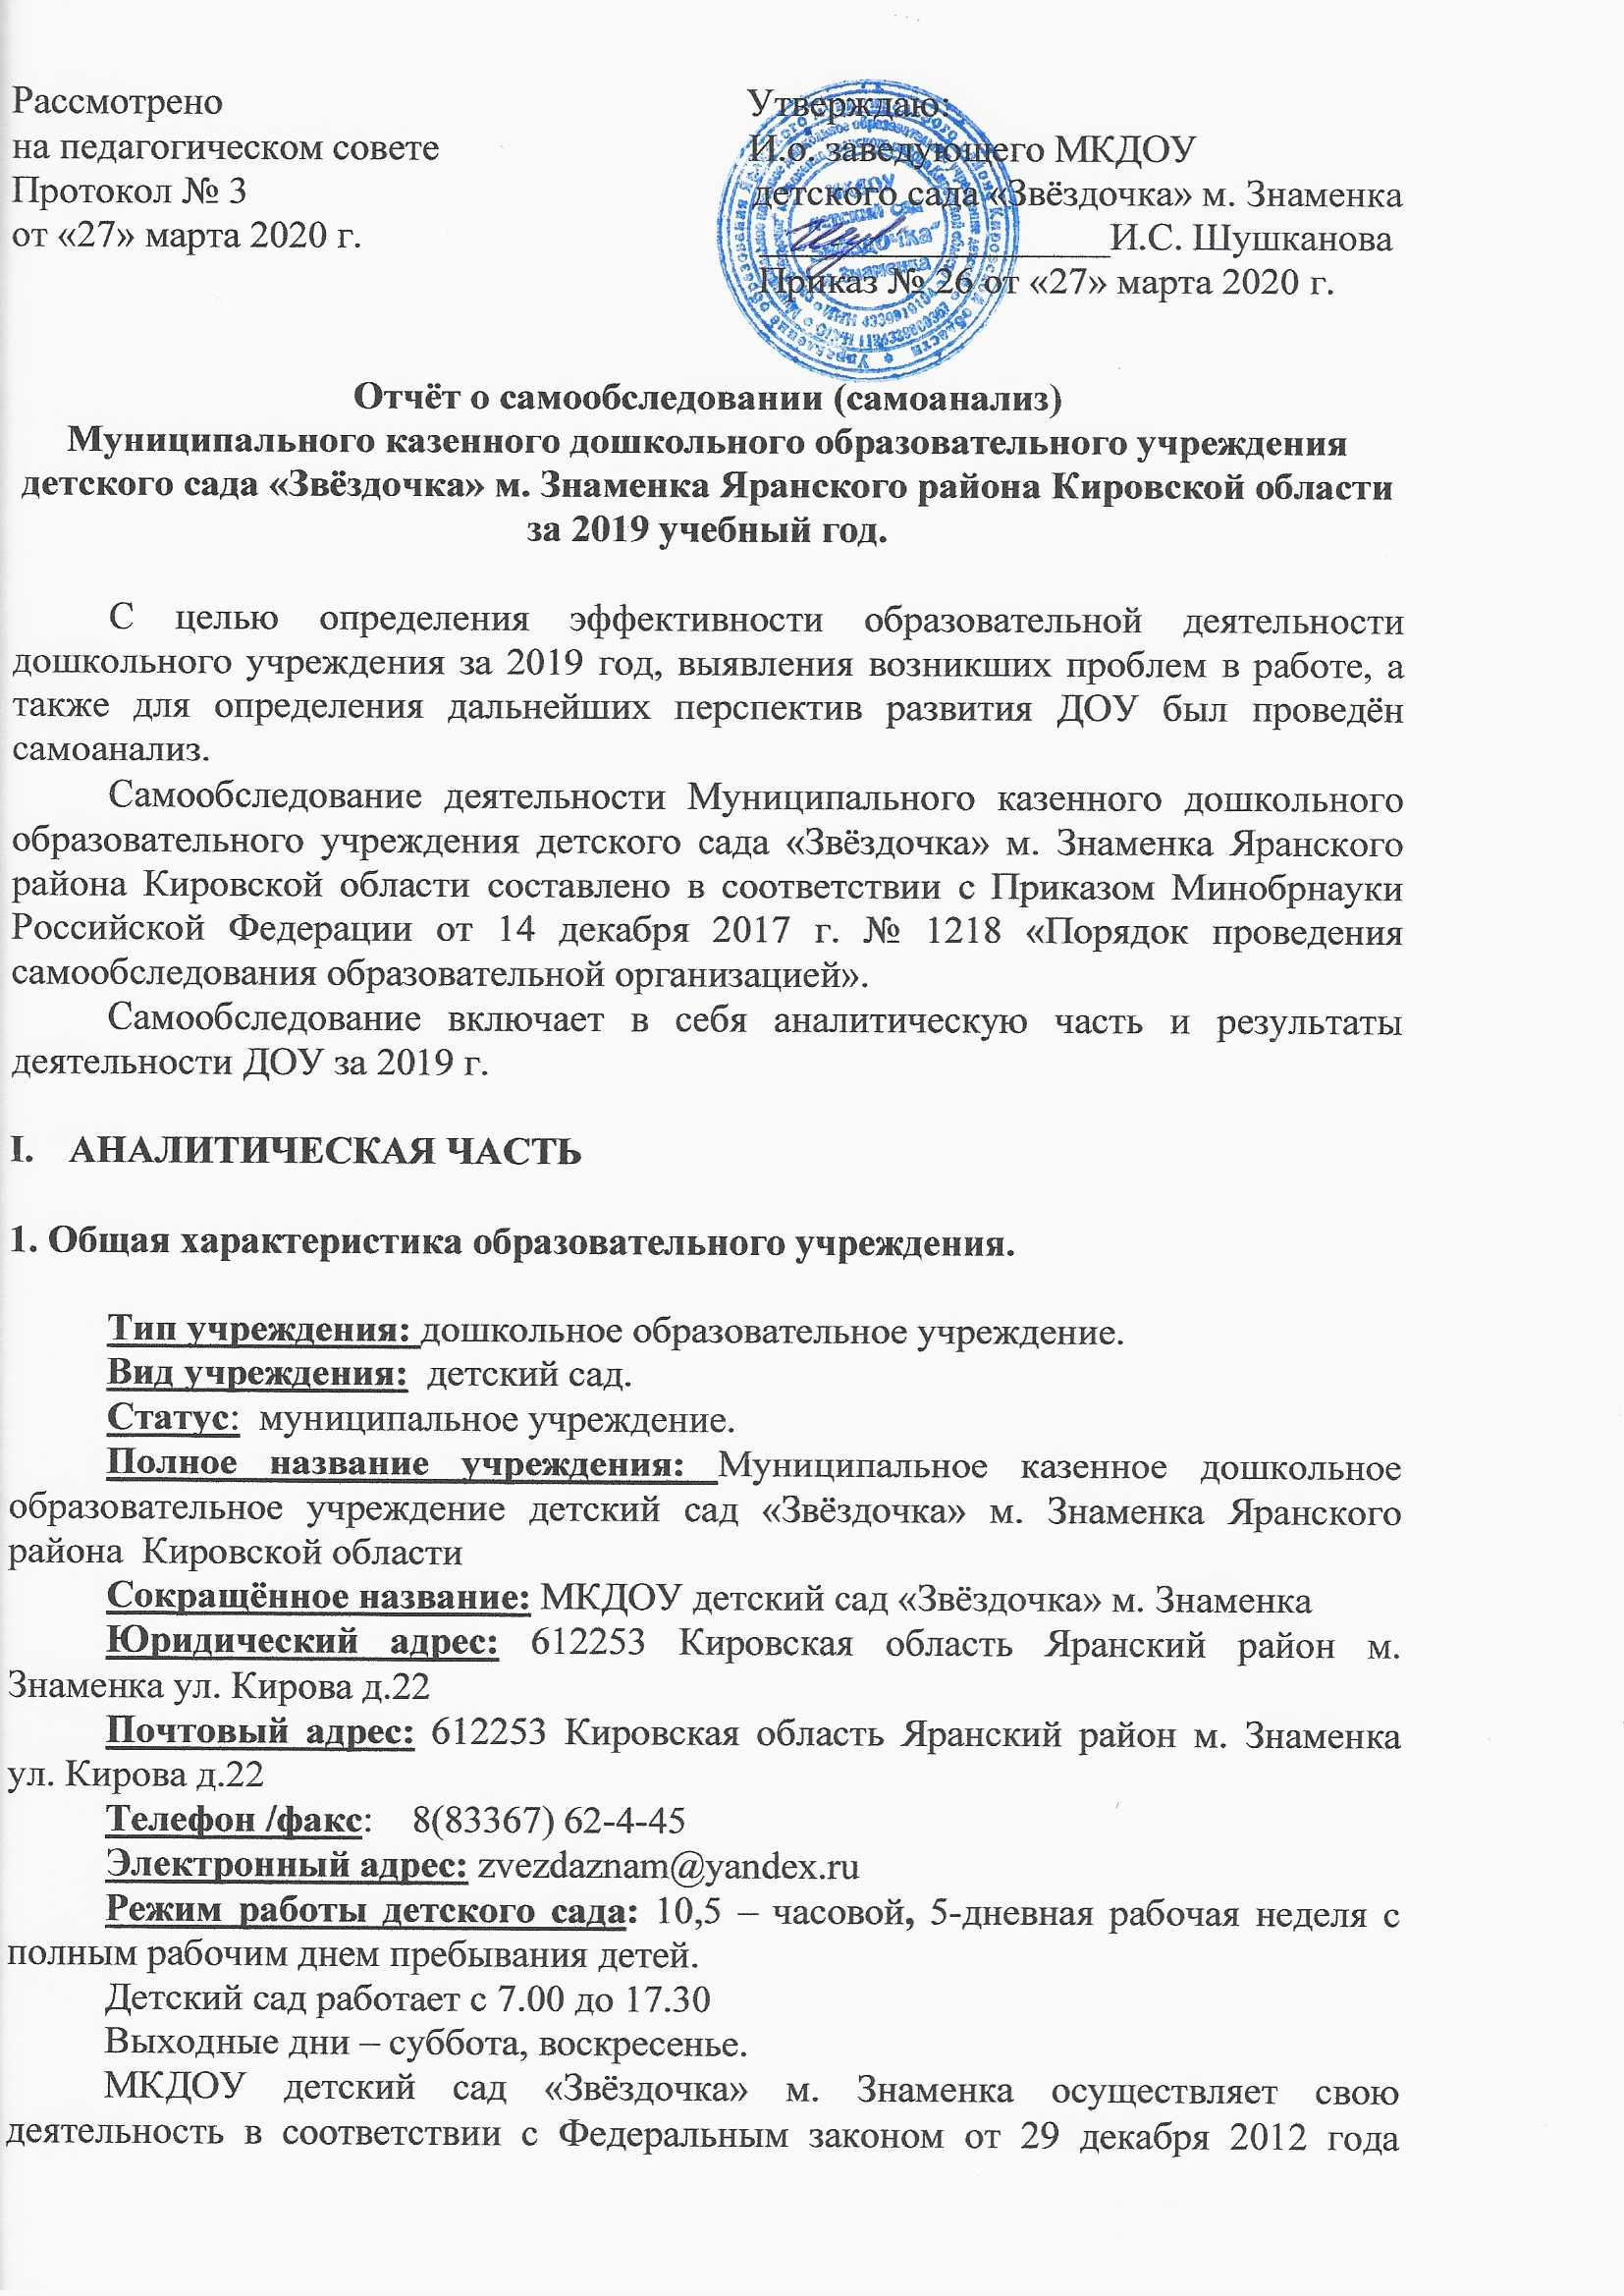 Рассмотрено
на педагогическом совете
Протокол № 3
от «27» марта 2020 г.
Утверждаю:
И.о. заведующего МКДОУ
детского сада «Звёздочка» м. Знаменка
__________________И.С. Шушканова
Приказ № 26 от «27» марта 2020 г.
МКДОУ
детский сад
"Звёздочка"
м. Знаменка
Отчёт о самообследовании (самоанализ)
Муниципального казенного дошкольного образовательного учреждения
детского сада «Звёздочка» м. Знаменка Яранского района Кировской области
за 2019 учебный год.
С целью определения эффективности образовательной деятельности
дошкольного учреждения за 2019 год, выявления возникших проблем в работе, а
также для определения дальнейших перспектив развития ДОУ был проведён
самоанализ.
Самообследование деятельности Муниципального казенного дошкольного
образовательного учреждения детского сада «Звёздочка» м. Знаменка Яранского
района Кировской области составлено в соответствии с Приказом Минобрнауки
Российской Федерации от 14 декабря 2017 г. № 1218 «Порядок проведения
самообследования образовательной организацией».
Самообследование включает в себя аналитическую часть и результаты
деятельности ДОУ за 2019 г.
I. АНАЛИТИЧЕСКАЯ ЧАСТЬ
1. Общая характеристика образовательного учреждения.
Тип учреждения: дошкольное образовательное учреждение.
Вид учреждения: детский сад.
Статус: муниципальное учреждение.
Полное название учреждения: Муниципальное казенное дошкольное
образовательное учреждение детский сад «Звёздочка» м. Знаменка Яранского
района Кировской области
Сокращённое название: МКДОУ детский сад «Звёздочка» м. Знаменка
Юридический адрес: 612253 Кировская область Яранский район м.
Знаменка ул. Кирова д.22
Почтовый адрес: 612253 Кировская область Яранский район м. Знаменка
ул. Кирова д.22
Телефон /факс: 8(83367) 62-4-45
Электронный адрес: zvezdaznam@yandex.ru
Режим работы детского сада: 10,5 – часовой, 5-дневная рабочая неделя с
полным рабочим днем пребывания детей.
Детский сад работает с 7.00 до 17.30
Выходные дни – суббота, воскресенье.
МКДОУ детский сад «Звёздочка» м. Знаменка осуществляет свою
деятельность в соответствии с Федеральным законом от 29 декабря 2012 года